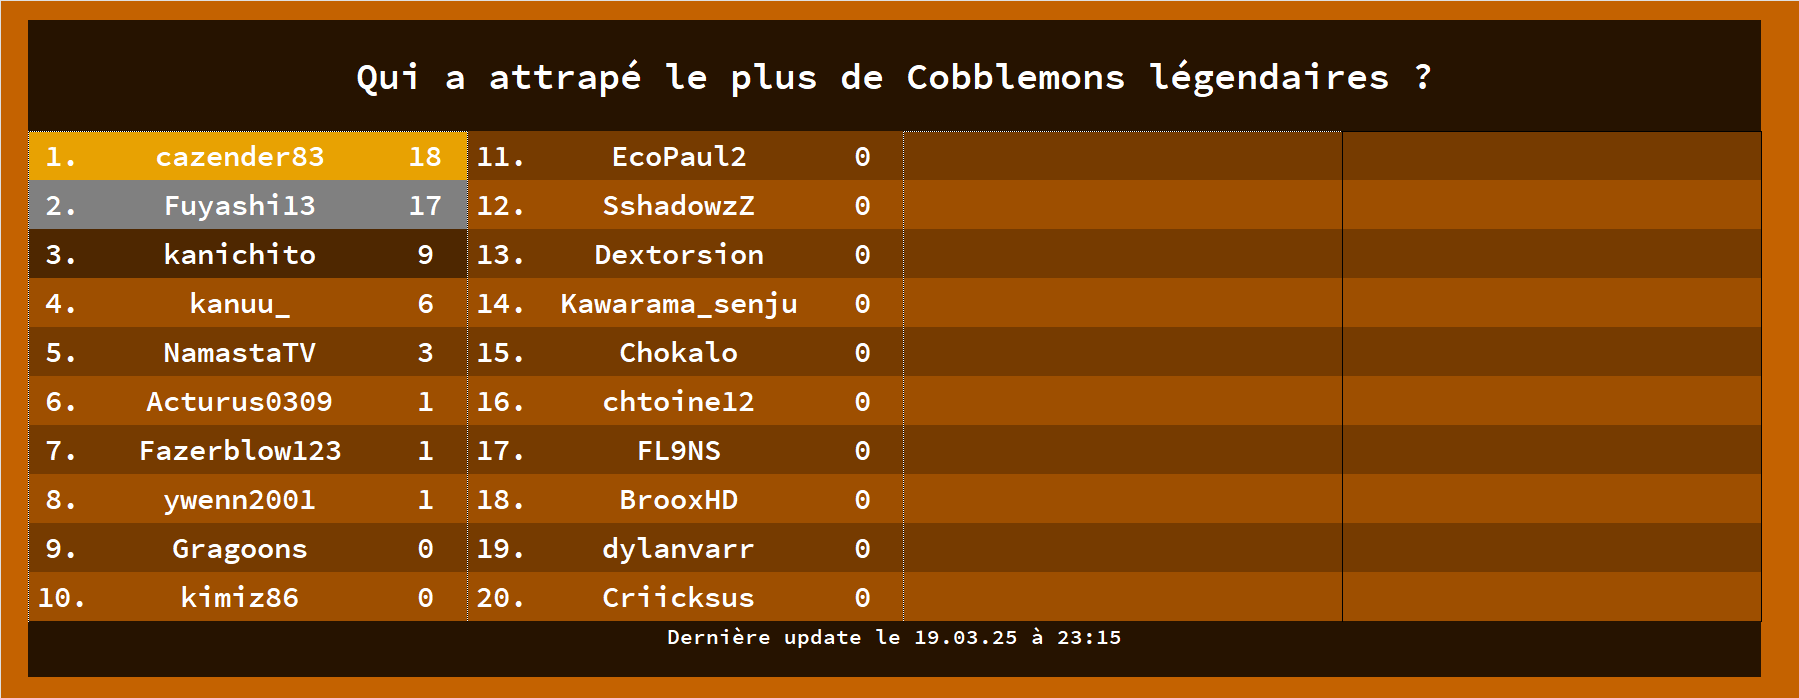 Qui a attrapé le plus de Cobblemons légendaires ?
1. cazender83 18 11. EcoPaul2 0
2. Fuyashi13 17 12. SshadowzZ 0
3. kanichito 9 13. Dextorsion 0
4. kanuu_ 6 14. Kawarama_senju 0
5. NamastaTV 3 15. Chokalo 0
6. Acturus0309 1 16. chtoine12 0
7. Fazerblow123 1 17. FL9NS 0
8. ywenn2001 1 18. BrooxHD 0
9. Gragoons 0 19. dylanvarr 0
10. kimiz86 0 20. Criicksus 0
Dernière update le 19.03.25 à 23:15